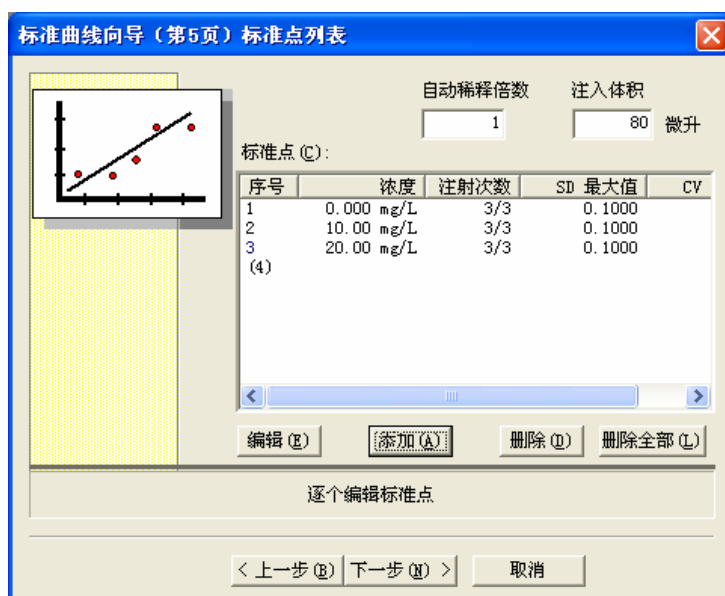 标准曲线向导（第5页）标准点列表
自动稀释倍数 注入体积
1 80 微升
标准点(C):
序号 浓度 注射次数 SD 最大值 CV
1 0.000 mg/L 3/3 0.1000
2 10.00 mg/L 3/3 0.1000
3 20.00 mg/L 3/3 0.1000
(4)
编辑(E) 添加(A) 删除(D) 删除全部(L)
逐个编辑标准点
< 上一步(B) 下一步(N) > 取消